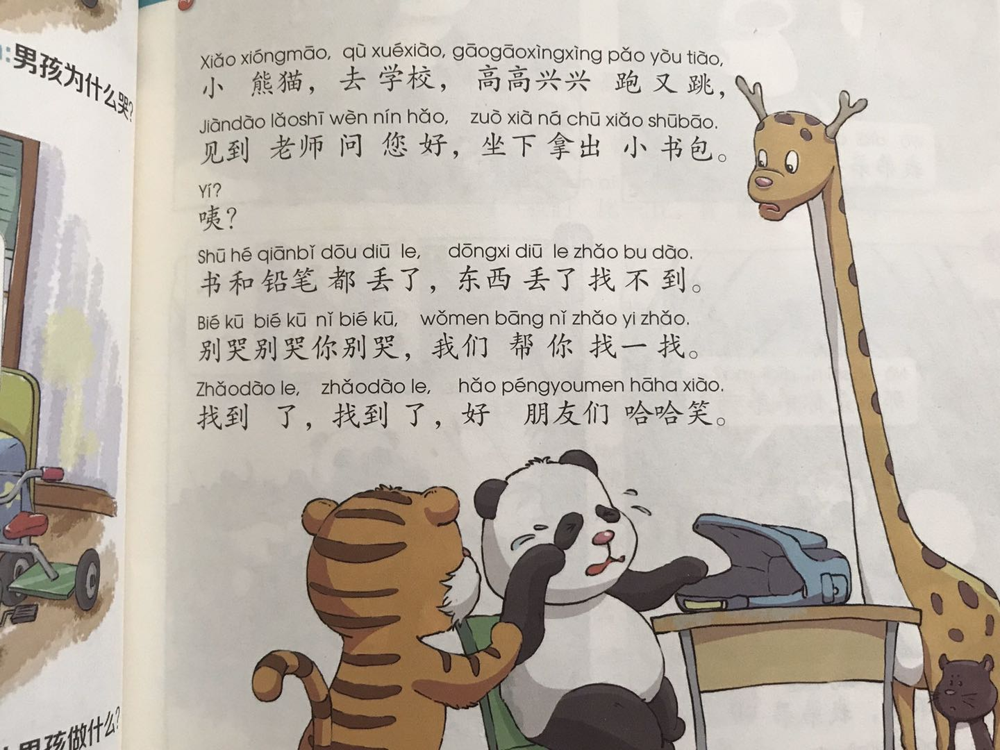 :男孩为什么哭?
Xiǎo xióngmāo, qù xuéxiào, gāogāoxìngxìng pǎo yòu tiào,
小 熊猫，去 学校， 高高兴兴 跑 又 跳，
Jiàndào lǎoshī wèn nín hǎo, zuò xià ná chū xiǎo shūbāo.
见到 老师 问 您 好，坐下 拿出 小 书包。
Yí?
咦？
Shū hé qiānbǐ dōu diū le, dōngxi diū le zhǎo bu dào.
书 和 铅笔 都 丢了，东西 丢了 找 不 到。
Bié kū bié kū nǐ bié kū, wǒmen bāng nǐ zhǎo yi zhǎo.
别哭别哭你别哭，我们 帮 你 找一找。
Zhǎodào le, zhǎodào le, hǎo péngyoumen hāha xiào.
找到 了，找到 了，好 朋友们 哈哈笑。
男孩做什么?